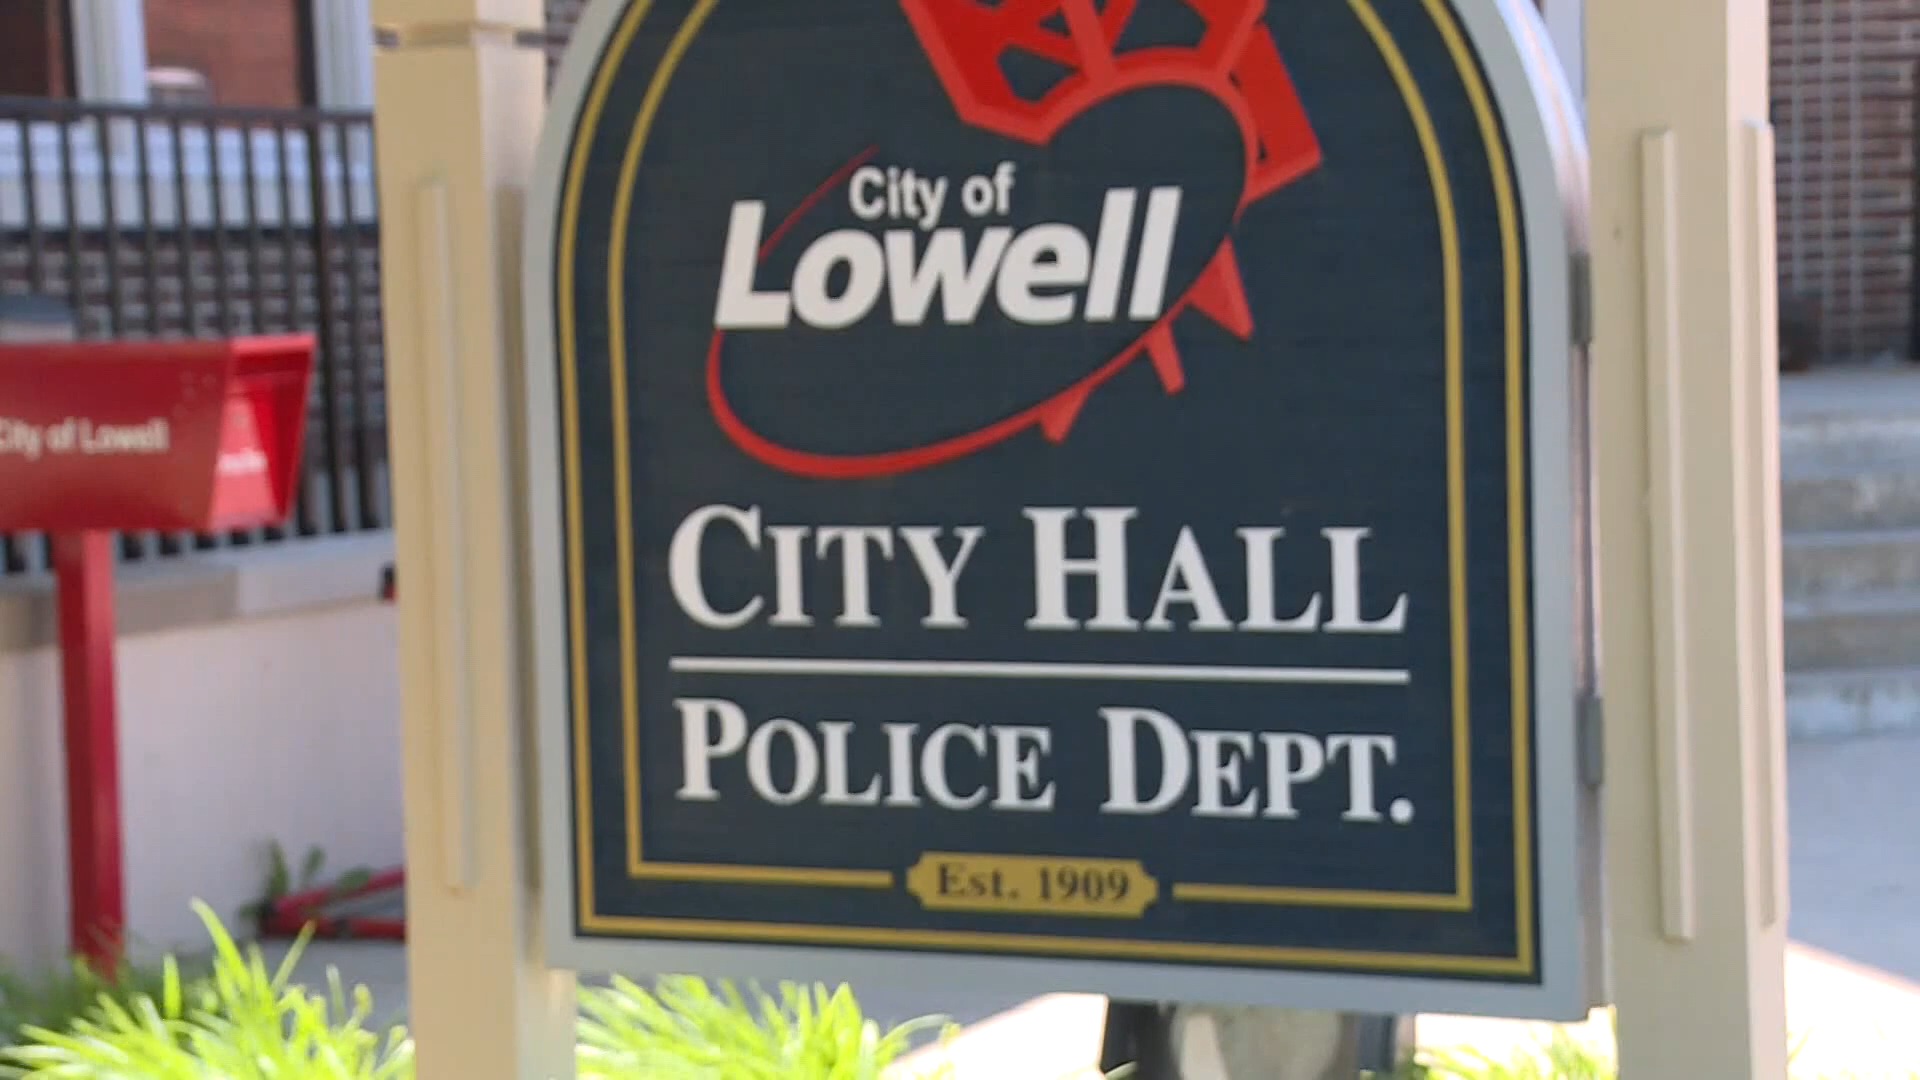 City of
Lowell
City of Lowell
CITY HALL
POLICE DEPT.
Est. 1909